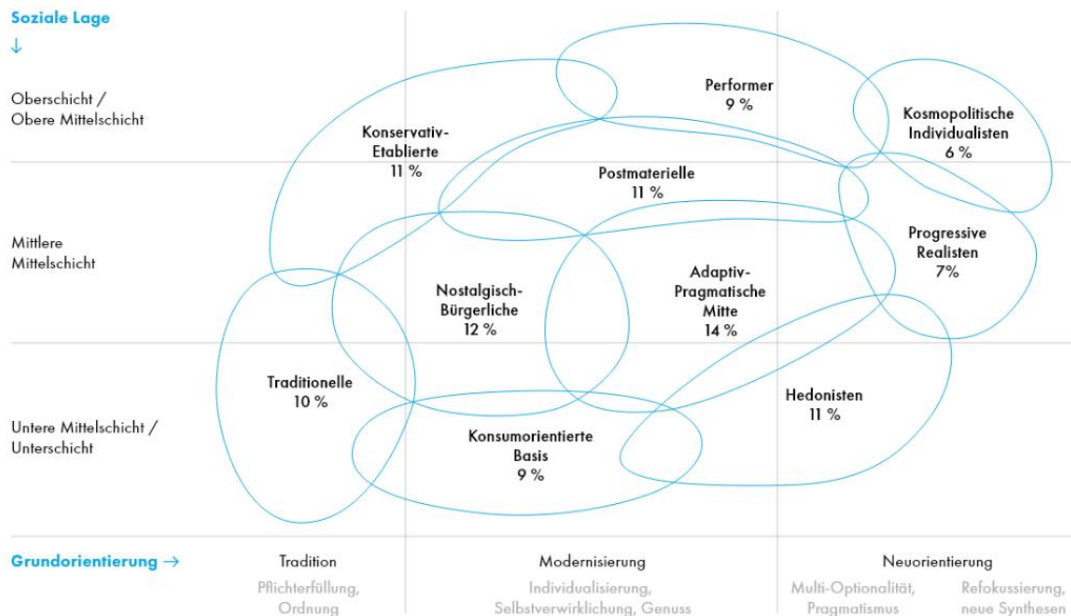 Soziale Lage
↓
Oberschicht /
Obere Mittelschicht
Mittlere
Mittelschicht
Untere Mittelschicht /
Unterschicht
Konservativ-
Etablierte
11 %
Performer
9 %
Kosmopolitische
Individualisten
6 %
Postmaterielle
11 %
Progressive
Realisten
7%
Nostalgisch-
Bürgerliche
12 %
Adaptiv-
Pragmatische
Mitte
14 %
Traditionelle
10 %
Konsumorientierte
Basis
9 %
Hedonisten
11 %
Grundorientierung →
Tradition
Pflichterfüllung,
Ordnung
Modernisierung
Individualisierung,
Selbstverwirklichung, Genuss
Neuorientierung
Multi-Optionalität,
Pragmatismus
Refokussierung,
neue Synthesen